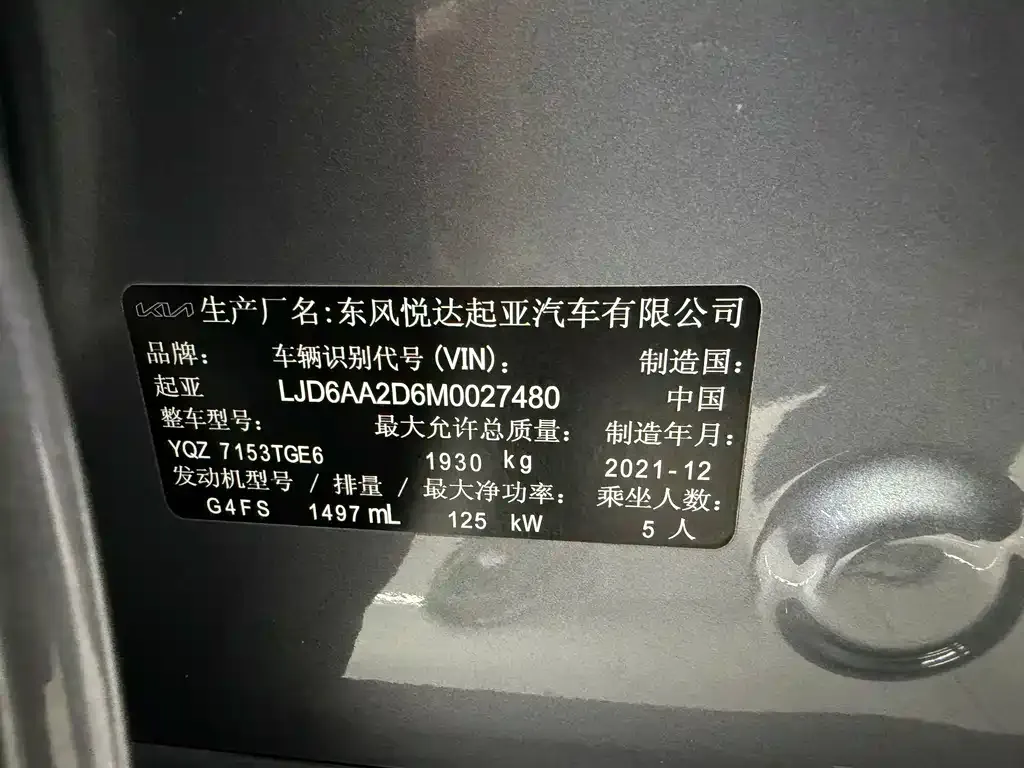 KIA 生产厂名:东风悦达起亚汽车有限公司
品牌: 车辆识别代号(VIN): 制造国:
起亚 LJD6AA2D6M0027480 中国
整车型号: 最大允许总质量: 制造年月:
YQZ 7153TGE6 1930 kg 2021-12
发动机型号 / 排量 / 最大净功率: 乘坐人数:
G4FS 1497 mL 125 kW 5 人